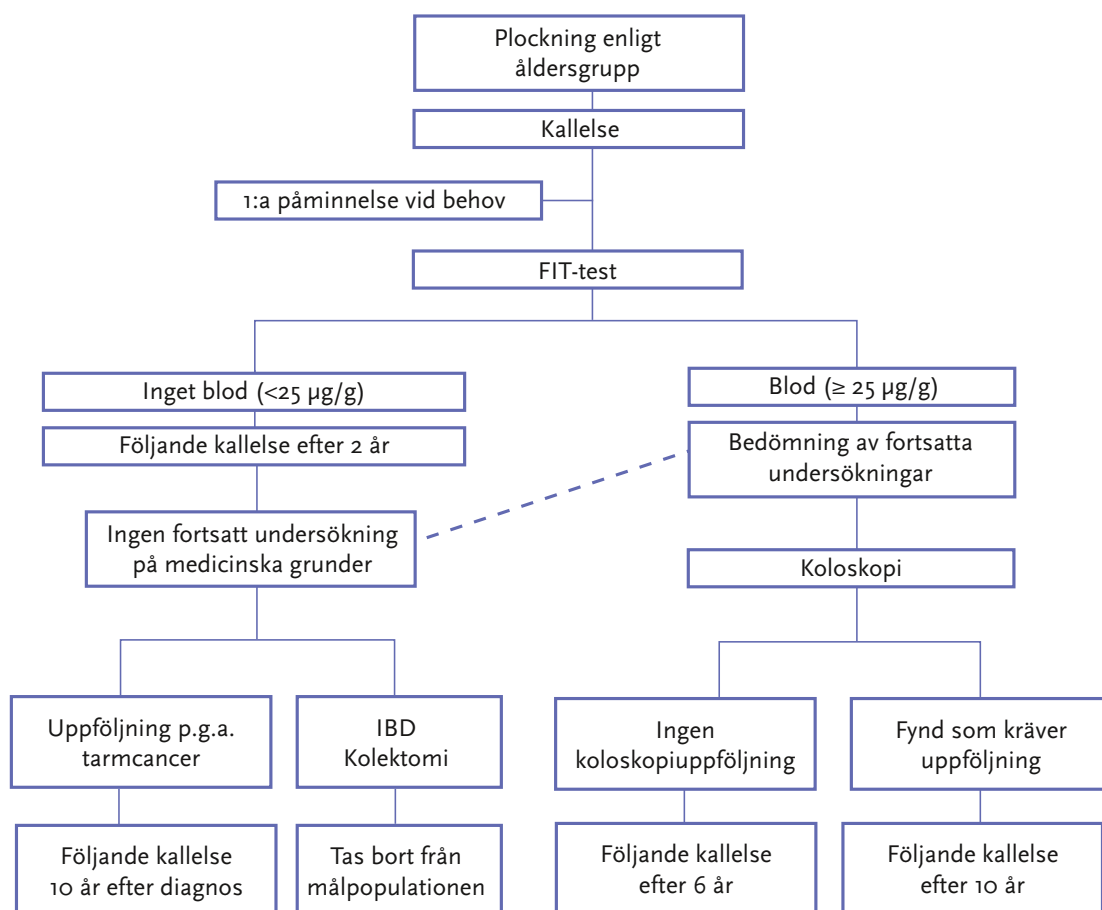 Plockning enligt
åldersgrupp
Kallelse
1:a påminnelse vid behov
FIT-test
Inget blod (<25 µg/g)
Följande kallelse efter 2 år
Ingen fortsatt undersökning
på medicinska grunder
Blod (≥ 25 µg/g)
Bedömning av fortsatta
undersökningar
Koloskopi
Uppföljning p.g.a.
tarmcancer
IBD
Kolektomi
Ingen
koloskopiuppföljning
Fynd som kräver
uppföljning
Följande kallelse
10 år efter diagnos
Tas bort från
målpopulationen
Följande kallelse
efter 6 år
Följande kallelse
efter 10 år